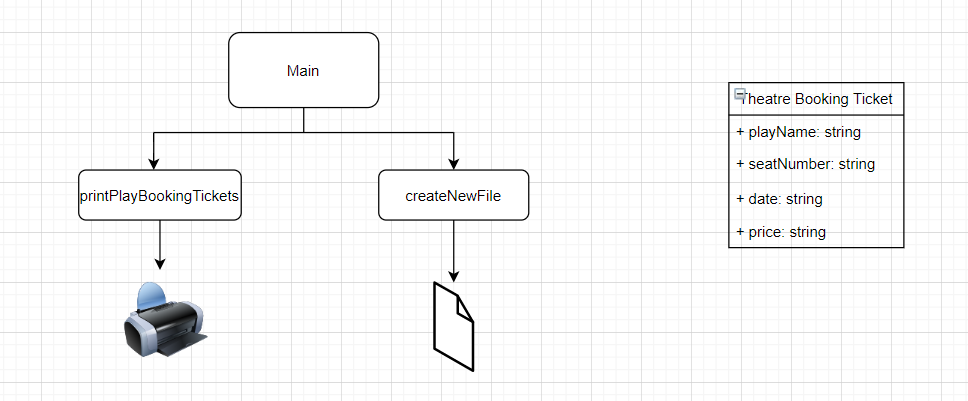 Main
printPlayBookingTickets
createNewFile
Theatre Booking Ticket
+ playName: string
+ seatNumber: string
+ date: string
+ price: string